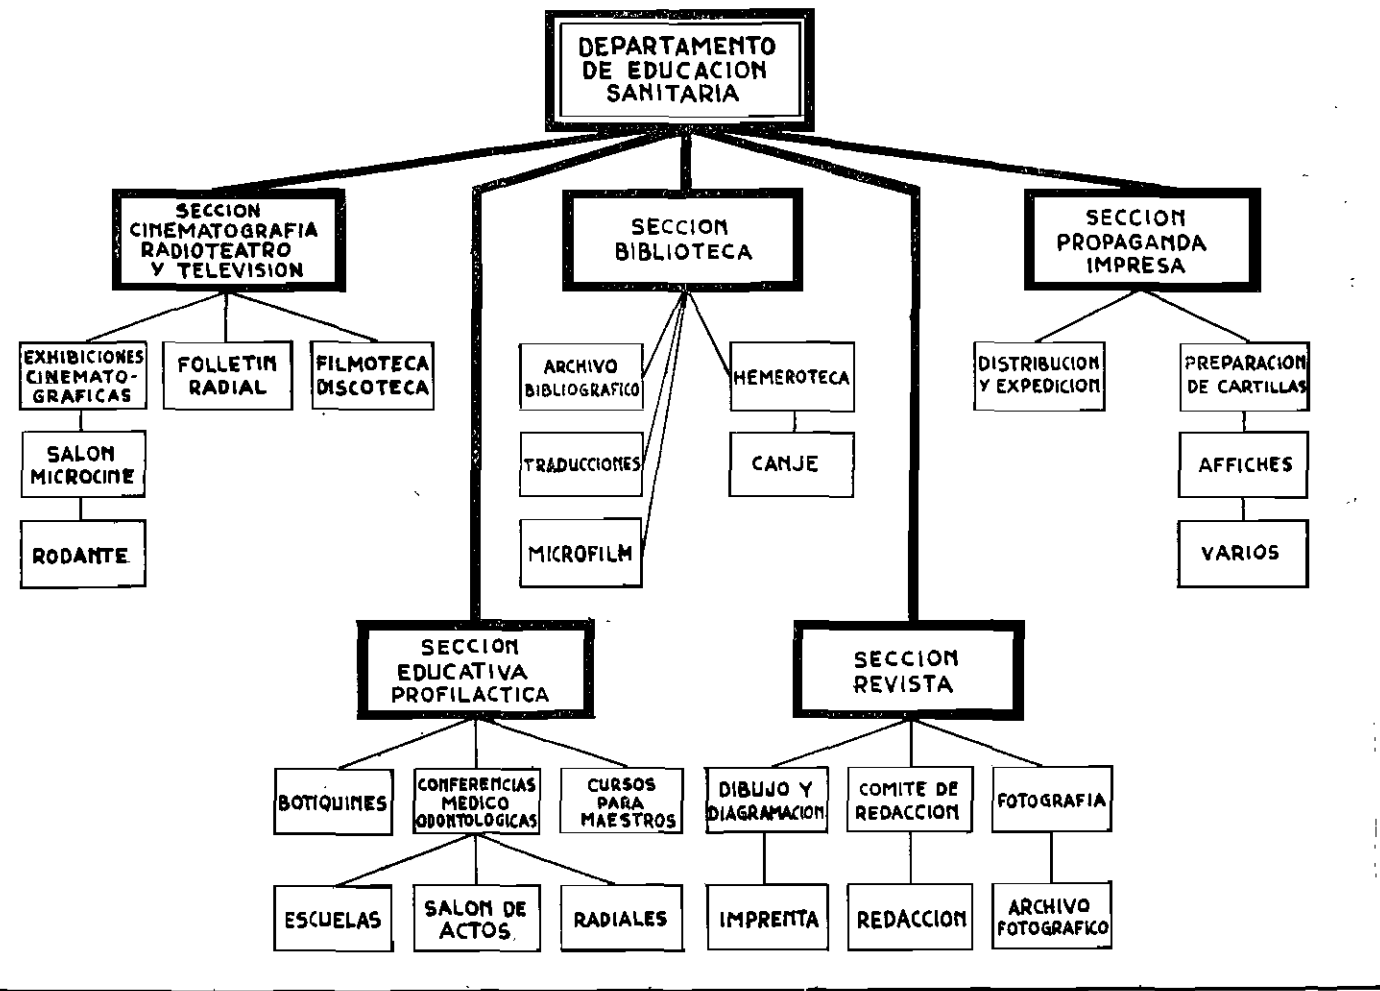 DEPARTAMENTO
DE EDUCACION
SANITARIA
SECCION
CINEMATOGRAFIA
RADIOTEATRO
Y TELEVISION
SECCION
BIBLIOTECA
SECCION
PROPAGANDA
IMPRESA
EXHIBICIONES
CINEMATO-
GRAFICAS
FOLLETIN
RADIAL
FILMOTECA
DISCOTECA
ARCHIVO
BIBLIOGRAFICO
HEMEROTECA
DISTRIBUCION
Y EXPEDICION
PREPARACION
DE CARTILLAS
SALON
MICROCINE
TRADUCCIONES
CANJE
AFFICHES
RODANTE
MICROFILM
VARIOS
SECCION
EDUCATIVA
PROFILACTICA
SECCION
REVISTA
BOTIQUINES
CONFERENCIAS
MEDICO
ODONTOLOGICAS
CURSOS
PARA
MAESTROS
DIBUJO Y
DIAGRAMACION
COMITE DE
REDACCION
FOTOGRAFIA
ESCUELAS
SALON DE
ACTOS
RADIALES
IMPRENTA
REDACCION
ARCHIVO
FOTOGRAFICO